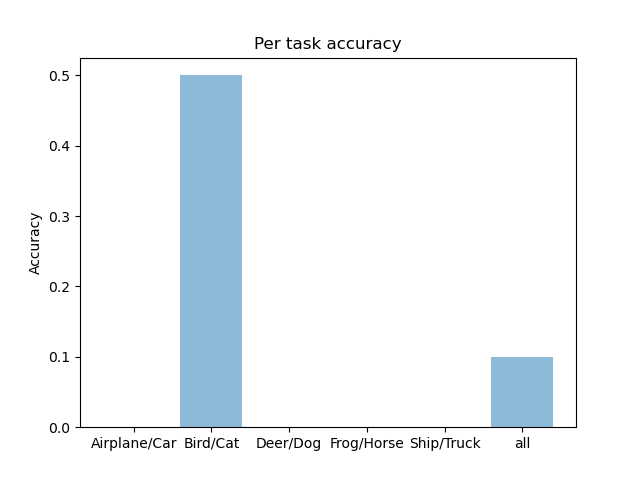 Per task accuracy
Accuracy
0.5
0.4
0.3
0.2
0.1
0.0
Airplane/Car Bird/Cat Deer/Dog Frog/Horse Ship/Truck all